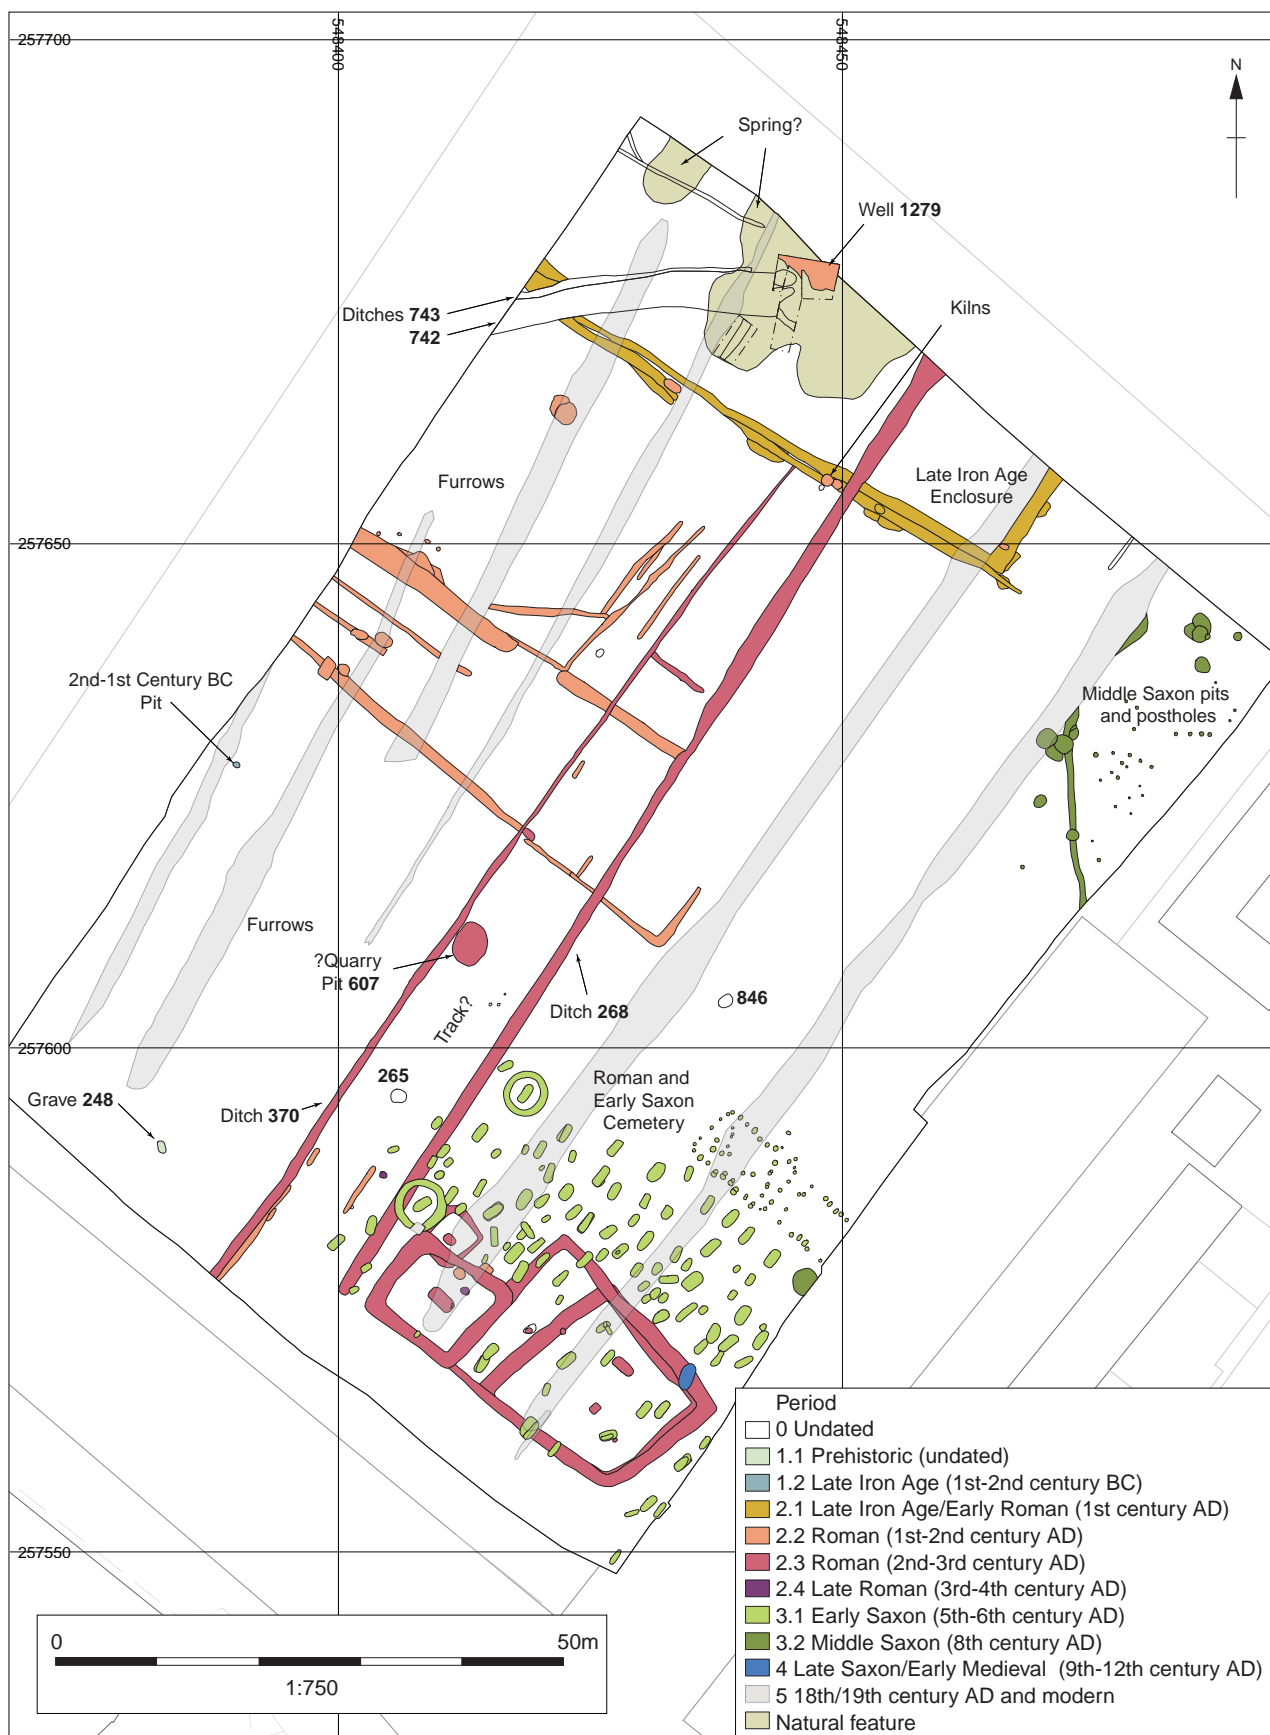 548400
548450
257700
N
Spring?
Well 1279
Kilns
Ditches 743
742
Late Iron Age
Enclosure
Furrows
257650
2nd-1st Century BC
Pit
Middle Saxon pits
and postholes
Furrows
?Quarry
Pit 607
846
Ditch 268
Track?
257600
265
Roman and
Early Saxon
Cemetery
Grave 248
Ditch 370
257550
Period
0 Undated
1.1 Prehistoric (undated)
1.2 Late Iron Age (1st-2nd century BC)
2.1 Late Iron Age/Early Roman (1st century AD)
2.2 Roman (1st-2nd century AD)
2.3 Roman (2nd-3rd century AD)
2.4 Late Roman (3rd-4th century AD)
3.1 Early Saxon (5th-6th century AD)
3.2 Middle Saxon (8th century AD)
4 Late Saxon/Early Medieval (9th-12th century AD)
5 18th/19th century AD and modern
Natural feature
0 50m
1:750